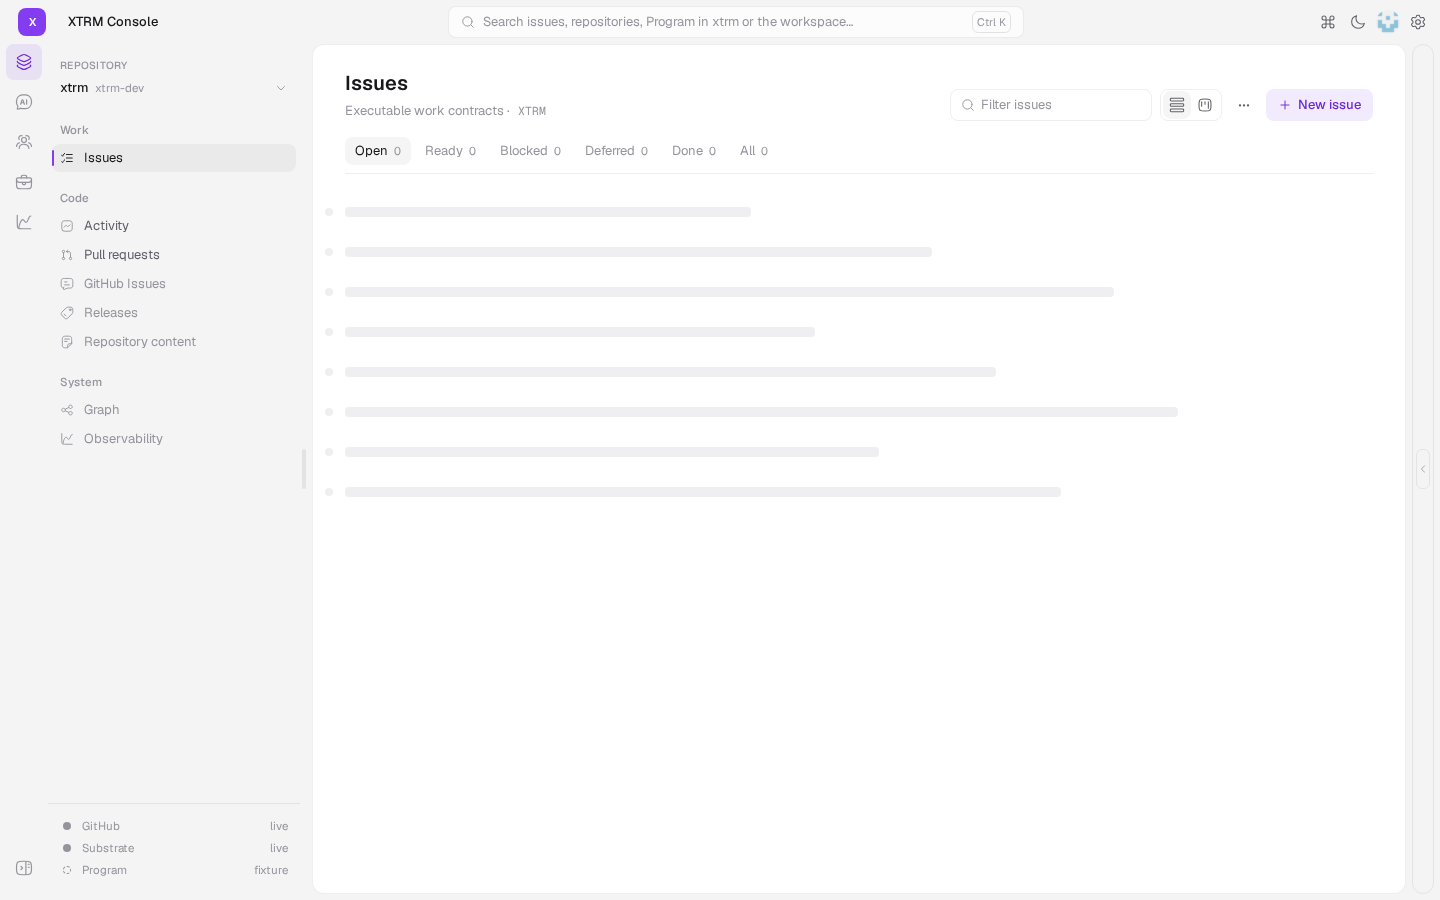 X
XTRM Console
Search issues, repositories, Program in xtrm or the workspace…
Ctrl K
REPOSITORY
xtrm xtrm-dev
Work
Issues
Code
Activity
Pull requests
GitHub Issues
Releases
Repository content
System
Graph
Observability
GitHub live
Substrate live
Program fixture
AI
Issues
Executable work contracts · XTRM
Filter issues
New issue
Open 0
Ready 0
Blocked 0
Deferred 0
Done 0
All 0